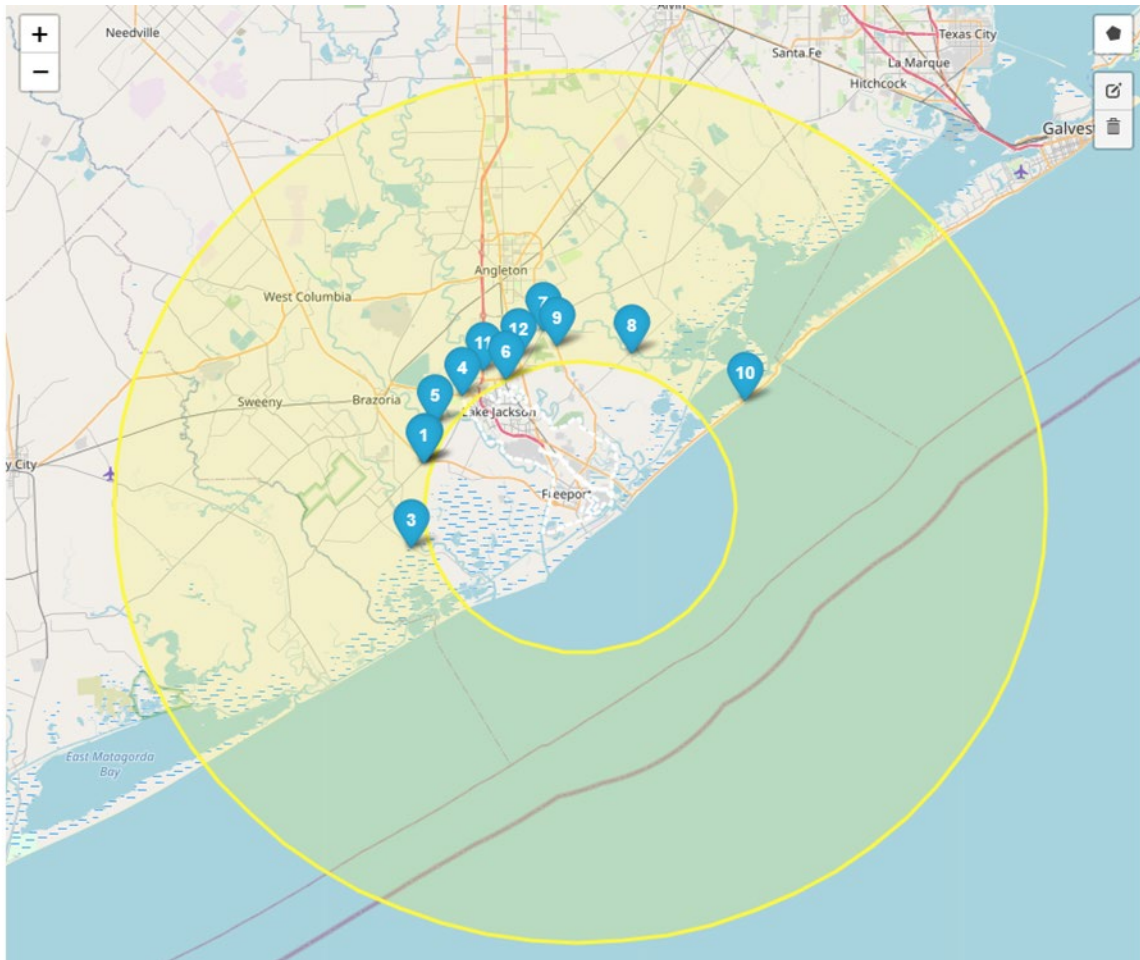 Alvin
Needville
+
−
Texas City
Santa Fe
La Marque
Hitchcock
Galvest
Angleton
West Columbia
7
9
12
8
11
6
4
10
5
Sweeny
Brazoria
Lake Jackson
1
y City
Freeport
3
East Matagorda
Bay